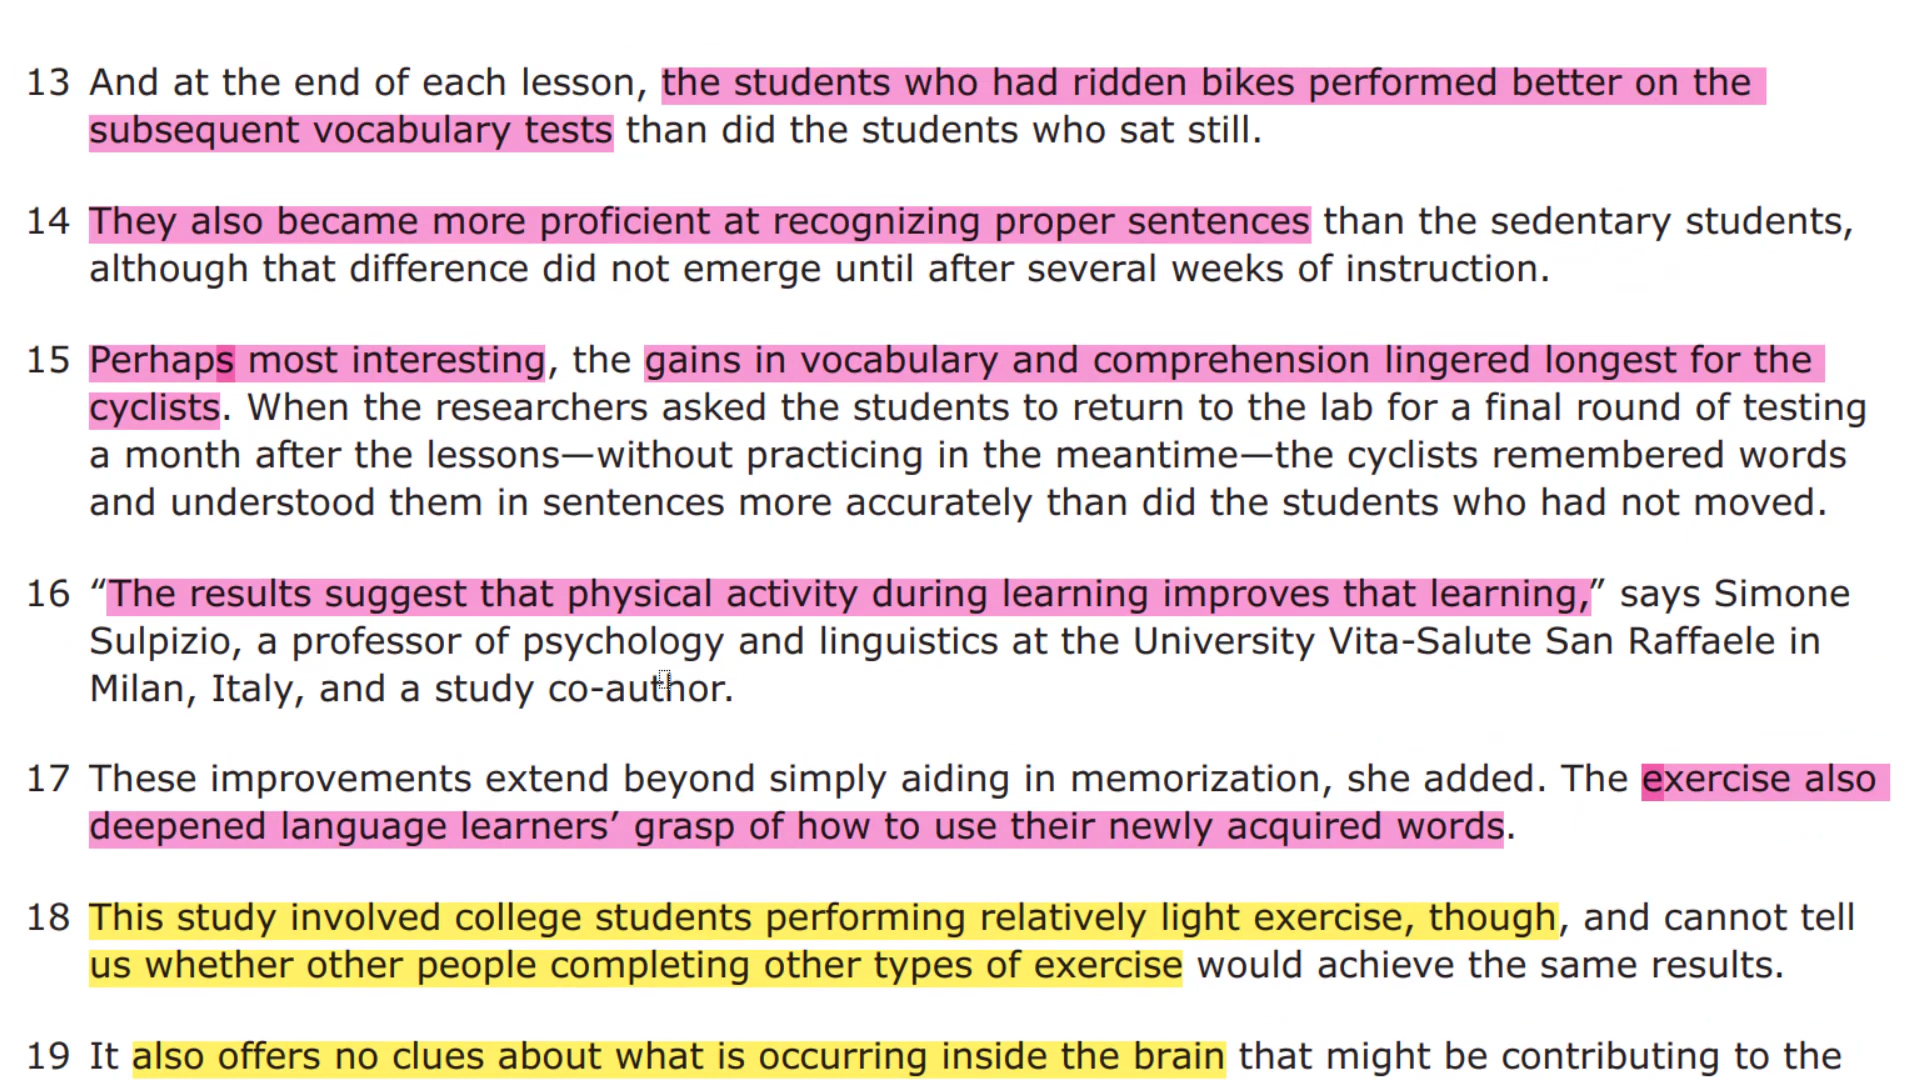 13 And at the end of each lesson, the students who had ridden bikes performed better on the
subsequent vocabulary tests than did the students who sat still.
14 They also became more proficient at recognizing proper sentences than the sedentary students,
although that difference did not emerge until after several weeks of instruction.
15 Perhaps most interesting, the gains in vocabulary and comprehension lingered longest for the
cyclists. When the researchers asked the students to return to the lab for a final round of testing
a month after the lessons—without practicing in the meantime—the cyclists remembered words
and understood them in sentences more accurately than did the students who had not moved.
16 “The results suggest that physical activity during learning improves that learning,” says Simone
Sulpizio, a professor of psychology and linguistics at the University Vita-Salute San Raffaele in
Milan, Italy, and a study co-author.
17 These improvements extend beyond simply aiding in memorization, she added. The exercise also
deepened language learners’ grasp of how to use their newly acquired words.
18 This study involved college students performing relatively light exercise, though, and cannot tell
us whether other people completing other types of exercise would achieve the same results.
19 It also offers no clues about what is occurring inside the brain that might be contributing to the